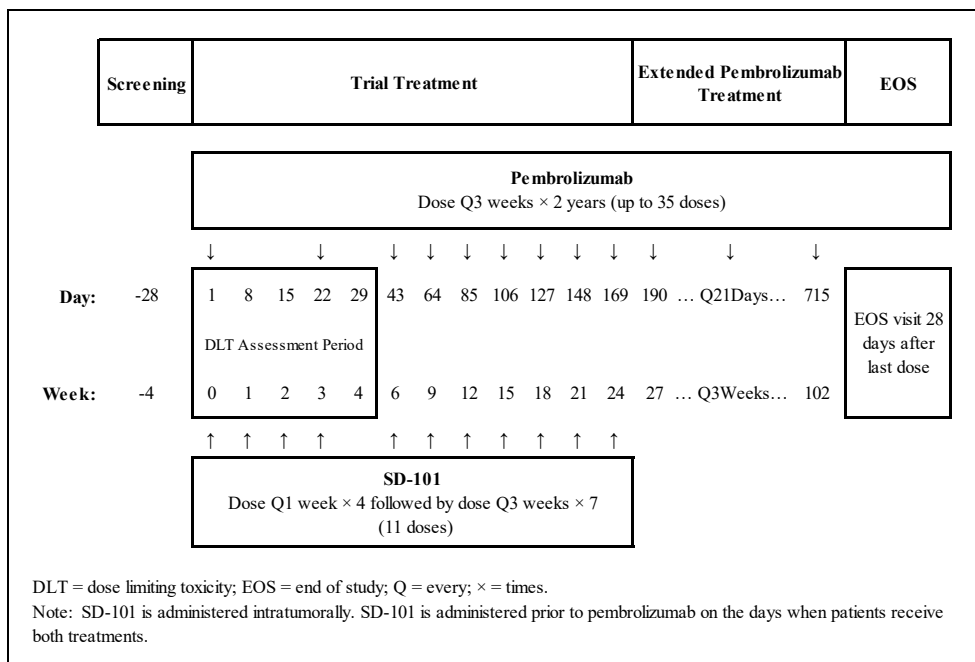 Screening Trial Treatment Extended Pembrolizumab Treatment EOS
Pembrolizumab
Dose Q3 weeks × 2 years (up to 35 doses)
↓ ↓ ↓ ↓ ↓ ↓ ↓ ↓ ↓ ↓ ↓ ↓
Day: -28 1 8 15 22 29 43 64 85 106 127 148 169 190 … Q21Days… 715
DLT Assessment Period
Week: -4 0 1 2 3 4 6 9 12 15 18 21 24 27 … Q3Weeks… 102
EOS visit 28
days after
last dose
↑ ↑ ↑ ↑ ↑ ↑ ↑ ↑ ↑ ↑ ↑
SD-101
Dose Q1 week × 4 followed by dose Q3 weeks × 7
(11 doses)
DLT = dose limiting toxicity; EOS = end of study; Q = every; × = times.
Note: SD-101 is administered intratumorally. SD-101 is administered prior to pembrolizumab on the days when patients receive
both treatments.